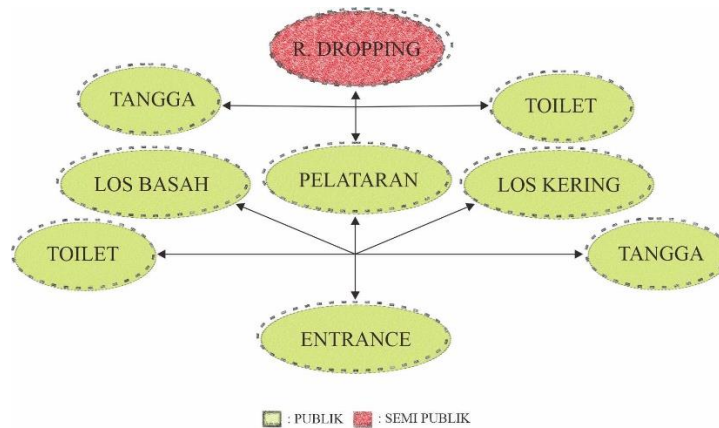 R. DROPPING
TANGGA
TOILET
LOS BASAH
PELATARAN
LOS KERING
TOILET
TANGGA
ENTRANCE
: PUBLIK : SEMI PUBLIK